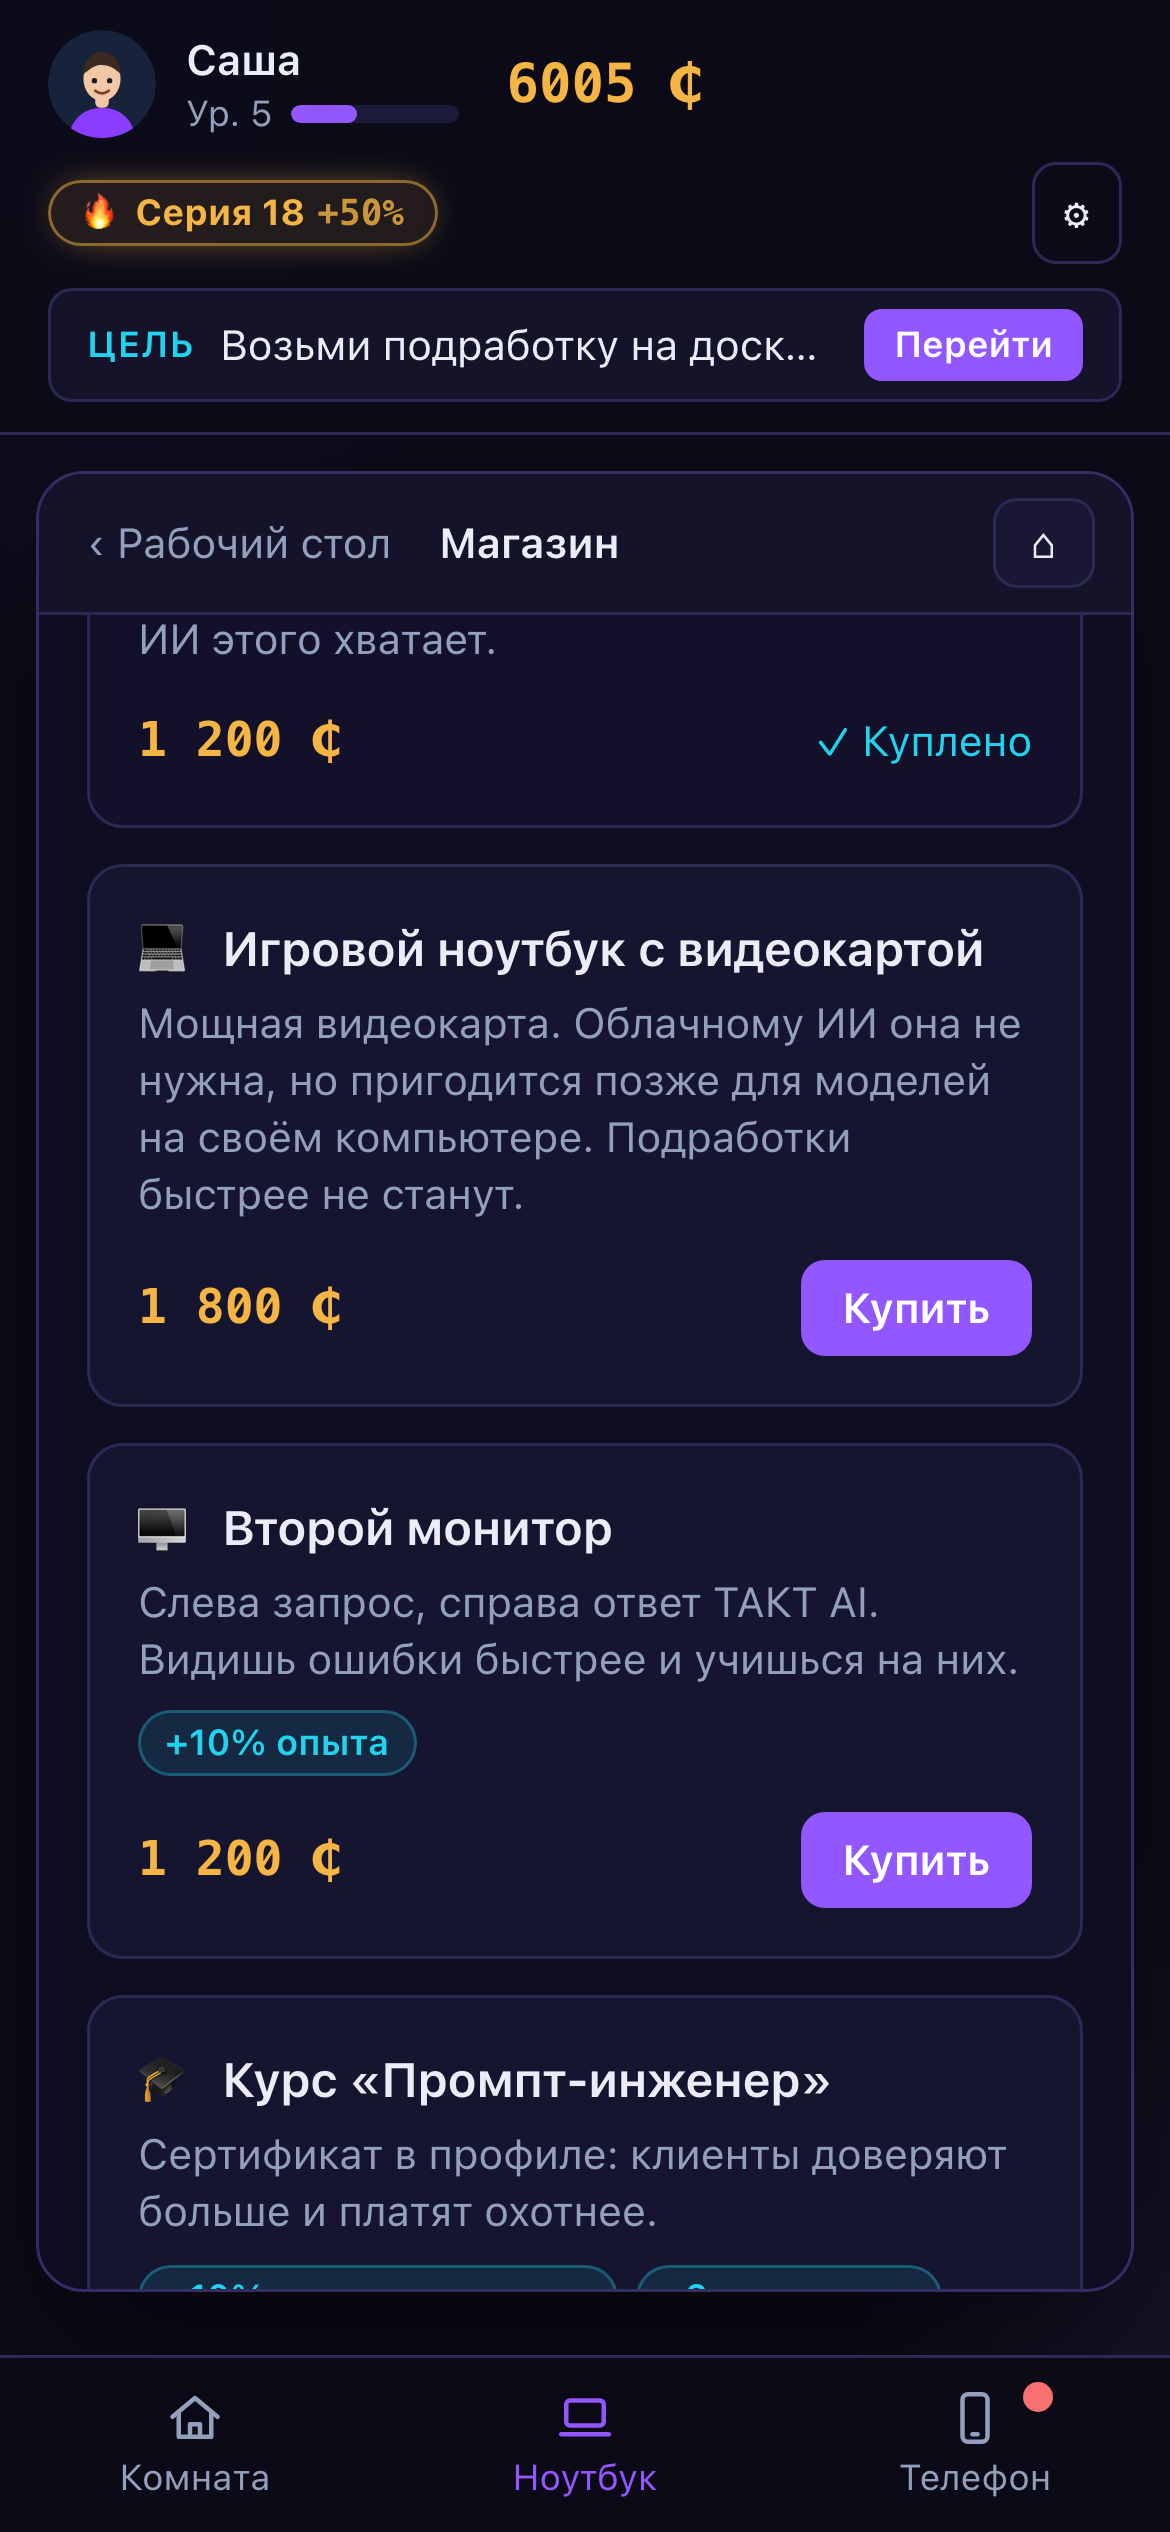 Саша
6005 ₵
Ур. 5
Серия 18 +50%
ЦЕЛЬ Возьми подработку на доск... Перейти
‹ Рабочий стол Магазин
ИИ этого хватает.
1 200 ₵ ✓ Куплено
Игровой ноутбук с видеокартой
Мощная видеокарта. Облачному ИИ она не
нужна, но пригодится позже для моделей
на своём компьютере. Подработки
быстрее не станут.
1 800 ₵ Купить
Второй монитор
Слева запрос, справа ответ ТАКТ AI.
Видишь ошибки быстрее и учишься на них.
+10% опыта
1 200 ₵ Купить
Курс «Промпт-инженер»
Сертификат в профиле: клиенты доверяют
больше и платят охотнее.
Комната Ноутбук Телефон